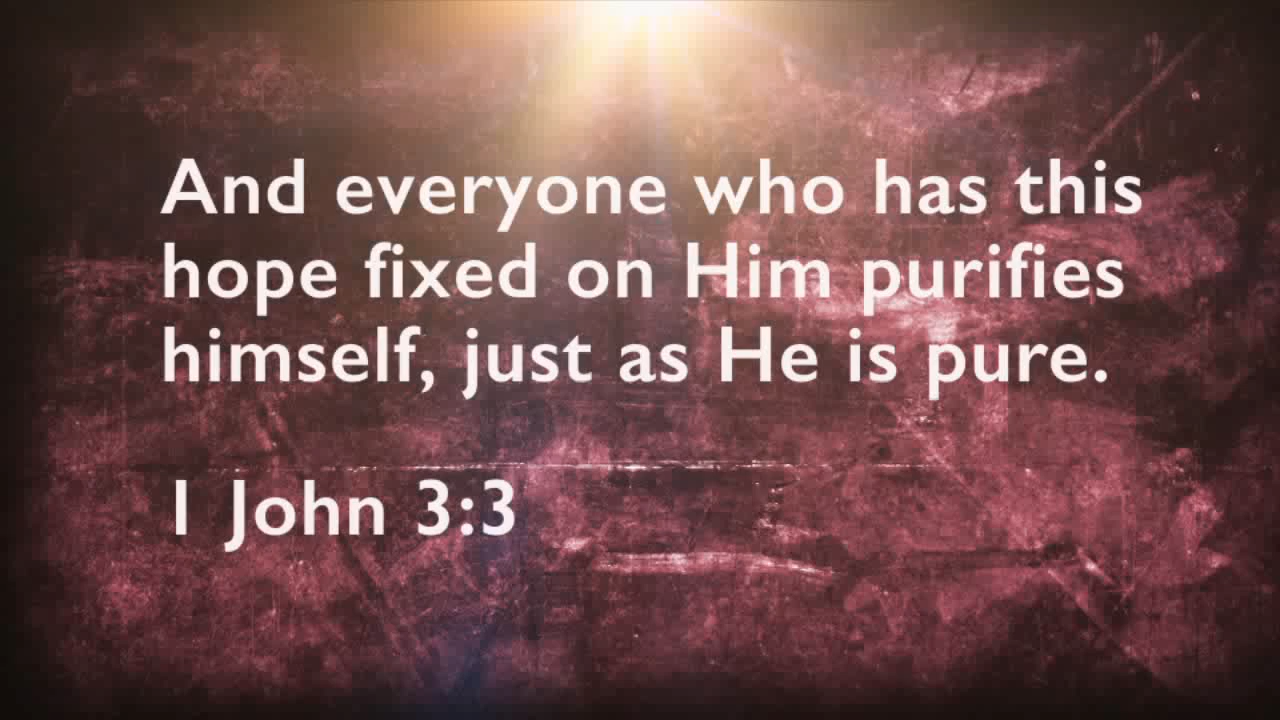 And everyone who has this
hope fixed on Him purifies
himself, just as He is pure.
1 John 3:3